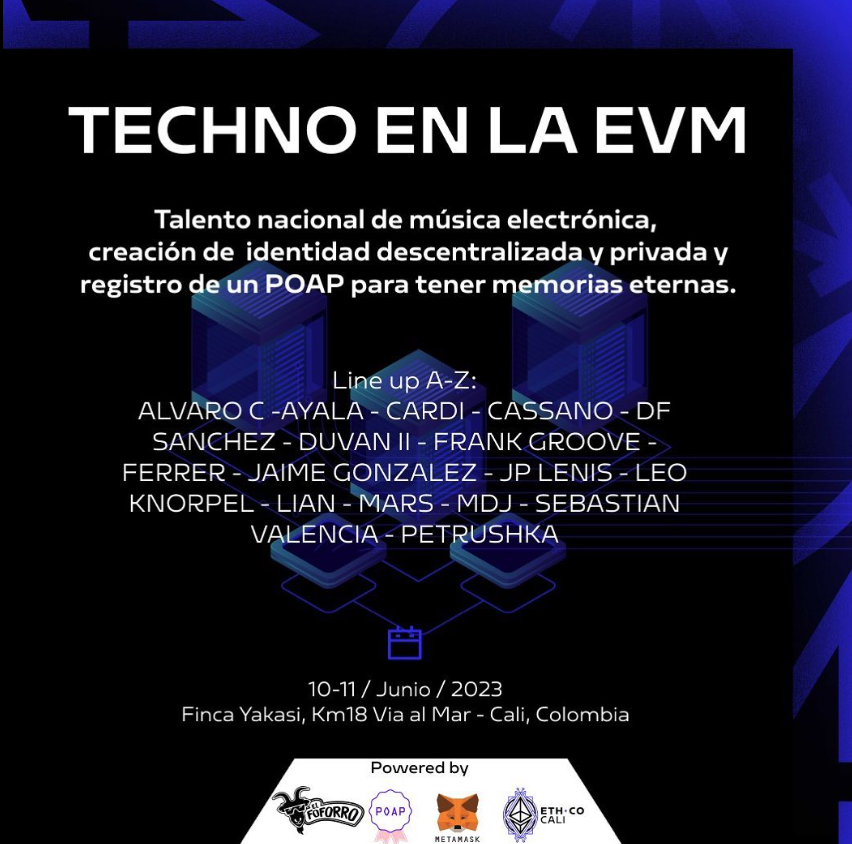 TECHNO EN LA EVM
Talento nacional de música electrónica,
creación de identidad descentralizada y privada y
registro de un POAP para tener memorias eternas.
Line up A-Z:
ALVARO C -AYALA - CARDI - CASSANO - DF
SANCHEZ - DUVAN II - FRANK GROOVE -
FERRER - JAIME GONZALEZ - JP LENIS - LEO
KNORPEL - LIAN - MARS - MDJ - SEBASTIAN
VALENCIA - PETRUSHKA
10-11 / Junio / 2023
Finca Yakasi, Km18 Via al Mar - Cali, Colombia
Powered by
EL
FOFORRO
POAP
METAMASK
ETH·CO
CALI